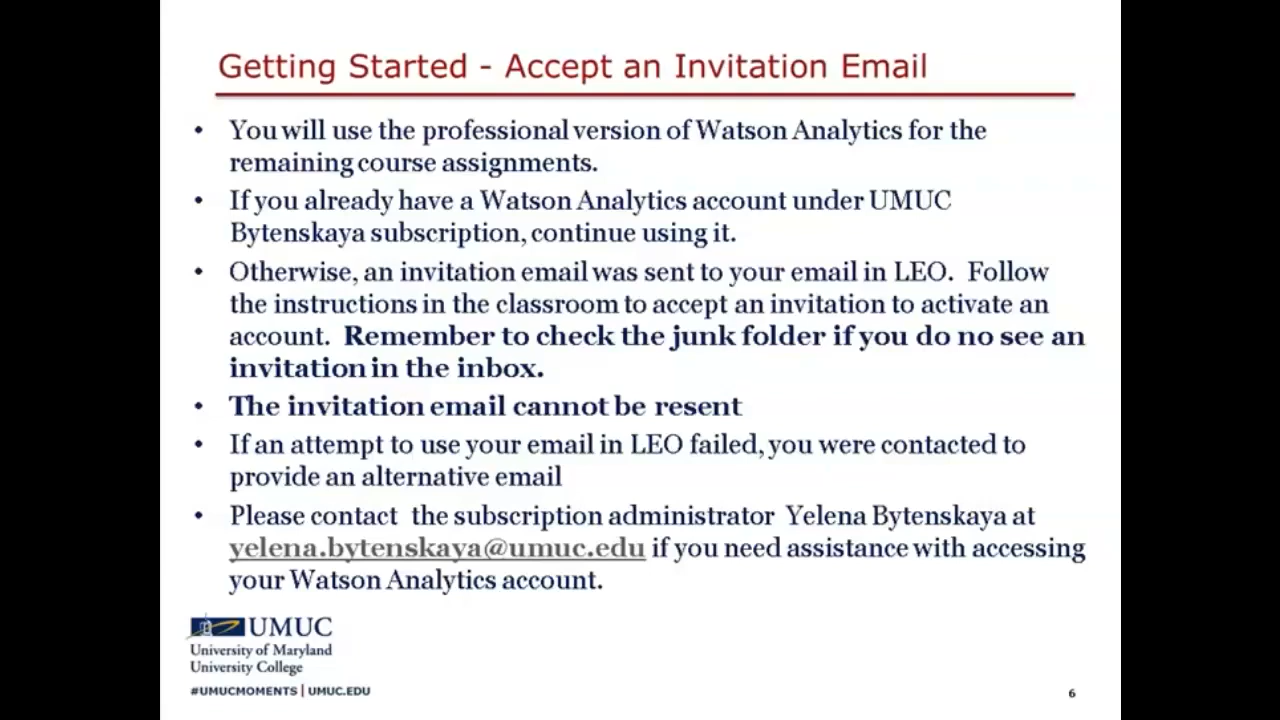 Getting Started - Accept an Invitation Email
• You will use the professional version of Watson Analytics for the
remaining course assignments.
• If you already have a Watson Analytics account under UMUC
Bytenskaya subscription, continue using it.
• Otherwise, an invitation email was sent to your email in LEO. Follow
the instructions in the classroom to accept an invitation to activate an
account. Remember to check the junk folder if you do no see an
invitation in the inbox.
• The invitation email cannot be resent
• If an attempt to use your email in LEO failed, you were contacted to
provide an alternative email
• Please contact the subscription administrator Yelena Bytenskaya at
yelena.bytenskaya@umuc.edu if you need assistance with accessing
your Watson Analytics account.
UMUC
University of Maryland
University College
#UMUCMOMENTS | UMUC.EDU
6